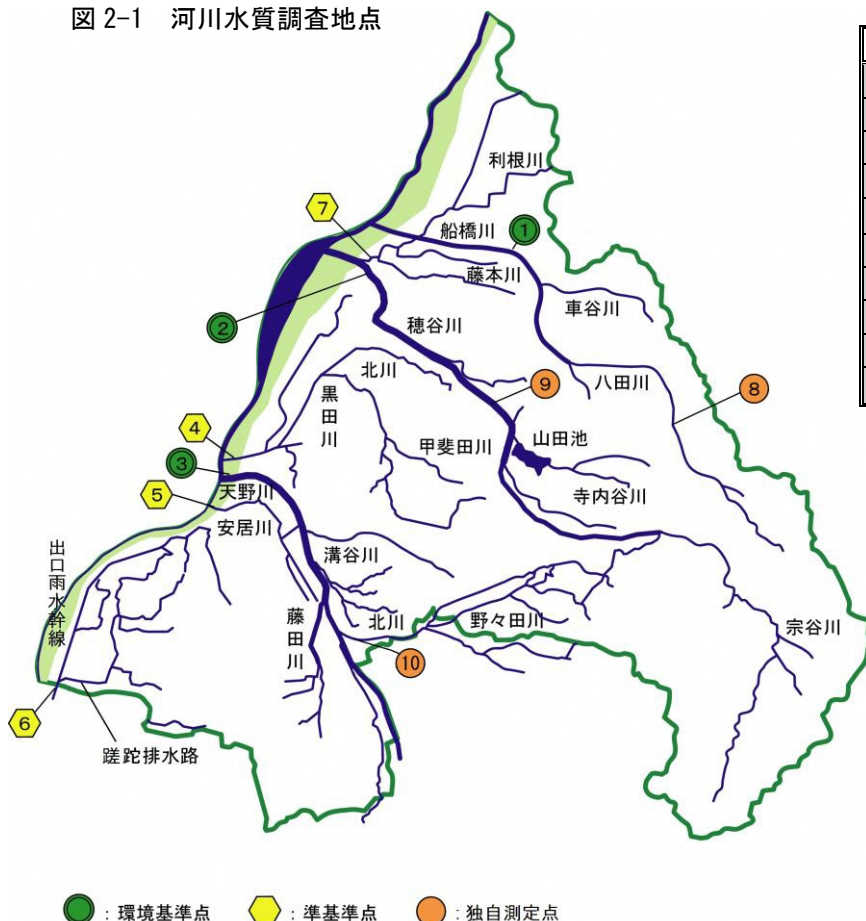 図 2-1 河川水質調査地点
利根川
7
船橋川
1
藤本川
車谷川
2
穂谷川
北川
八田川
9
8
黒田川
4
甲斐田川
山田池
3
天野川
寺内谷川
5
安居川
出口雨水幹線
溝谷川
藤田川
北川
野々田川
宗谷川
10
6
蹉跎排水路
: 環境基準点 : 準基準点 : 独自測定点